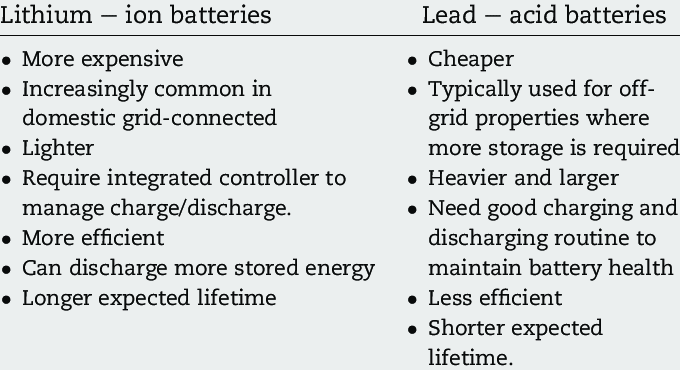 Lithium – ion batteries
• More expensive
• Increasingly common in
domestic grid-connected
• Lighter
• Require integrated controller to
manage charge/discharge.
• More efficient
• Can discharge more stored energy
• Longer expected lifetime
Lead – acid batteries
• Cheaper
• Typically used for off-
grid properties where
more storage is required
• Heavier and larger
• Need good charging and
discharging routine to
maintain battery health
• Less efficient
• Shorter expected
lifetime.